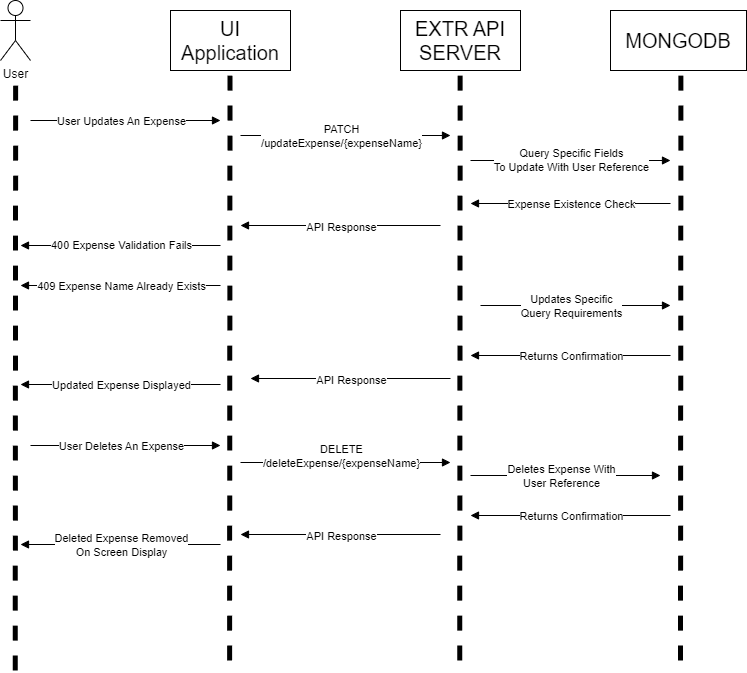 User
UI
Application
EXTR API
SERVER
MONGODB
User Updates An Expense
PATCH
/updateExpense/{expenseName}
Query Specific Fields
To Update With User Reference
Expense Existence Check
API Response
400 Expense Validation Fails
409 Expense Name Already Exists
Updates Specific
Query Requirements
Returns Confirmation
API Response
Updated Expense Displayed
User Deletes An Expense
DELETE
/deleteExpense/{expenseName}
Deletes Expense With
User Reference
Returns Confirmation
API Response
Deleted Expense Removed
On Screen Display